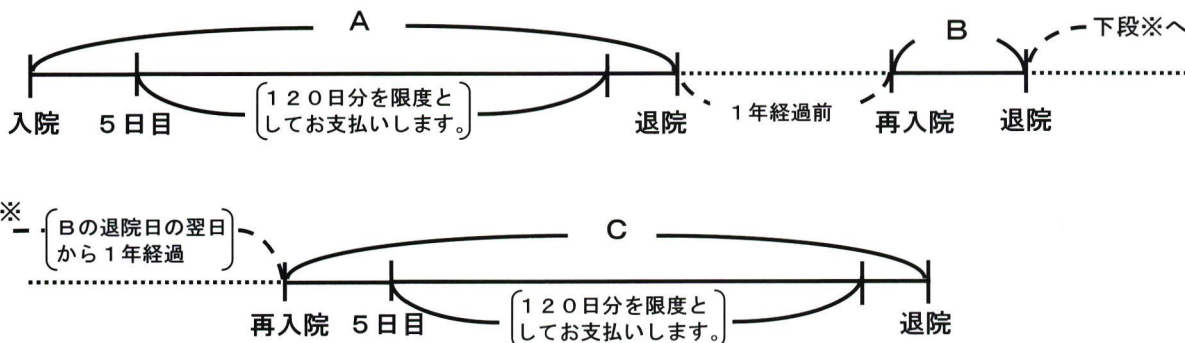 A
B
下段※へ
１２０日分を限度と
してお支払いします。
１年経過前
入院
５日目
退院
再入院
退院
※
Bの退院日の翌日
から１年経過
C
１２０日分を限度と
してお支払いします。
再入院
５日目
退院